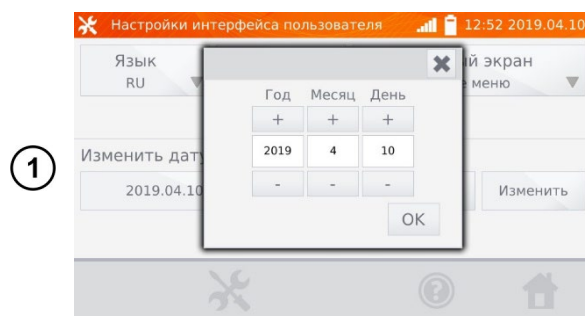 Настройки интерфейса пользователя 12:52 2019.04.10
Язык й экран
RU е меню
Год Месяц День
+ + +
Изменить дат
2019 4 10
1
2019.04.10 - - - Изменить
OK